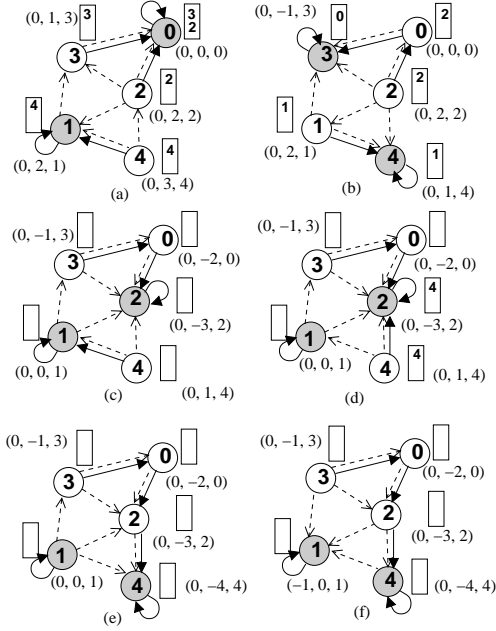 (0, 1, 3)
3
3
2
0
(0, 0, 0)
3
2
2
(0, 2, 2)
4
1
4
4
(0, 2, 1)
(0, 3, 4)
(a)
(0, −1, 3)
0
2
0
(0, 0, 0)
3
2
2
(0, 2, 2)
1
1
4
1
(0, 2, 1)
(0, 1, 4)
(b)
(0, −1, 3)
0
3
(0, −2, 0)
2
(0, −3, 2)
1
4
(0, 0, 1)
(0, 1, 4)
(c)
(0, −1, 3)
0
3
(0, −2, 0)
2
4
(0, −3, 2)
1
4
4
(0, 0, 1)
(0, 1, 4)
(d)
(0, −1, 3)
0
3
(0, −2, 0)
2
(0, −3, 2)
1
4
(0, 0, 1)
(0, −4, 4)
(e)
(0, −1, 3)
0
3
(0, −2, 0)
2
(0, −3, 2)
1
4
(−1, 0, 1)
(0, −4, 4)
(f)